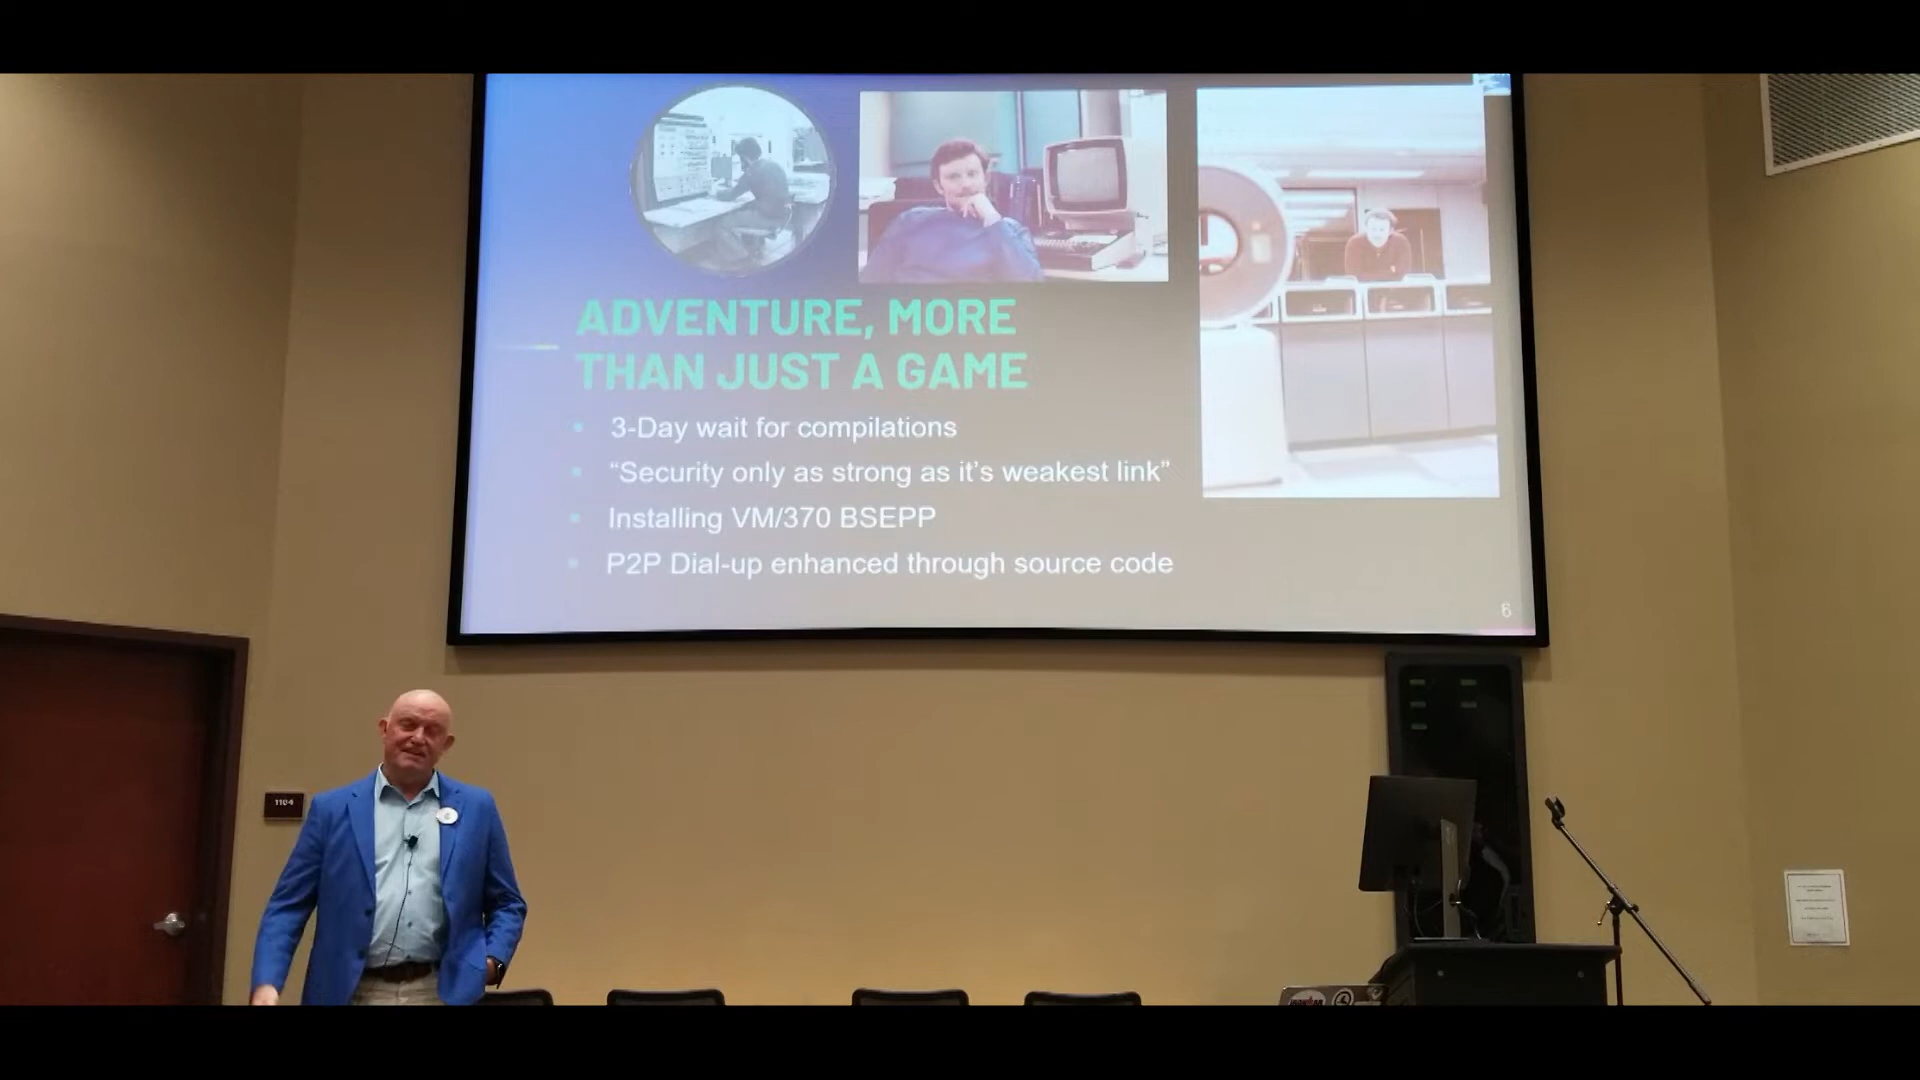 ADVENTURE, MORE
THAN JUST A GAME
3-Day wait for compilations
“Security only as strong as it’s weakest link”
Installing VM/370 BSEPP
P2P Dial-up enhanced through source code
6
1104